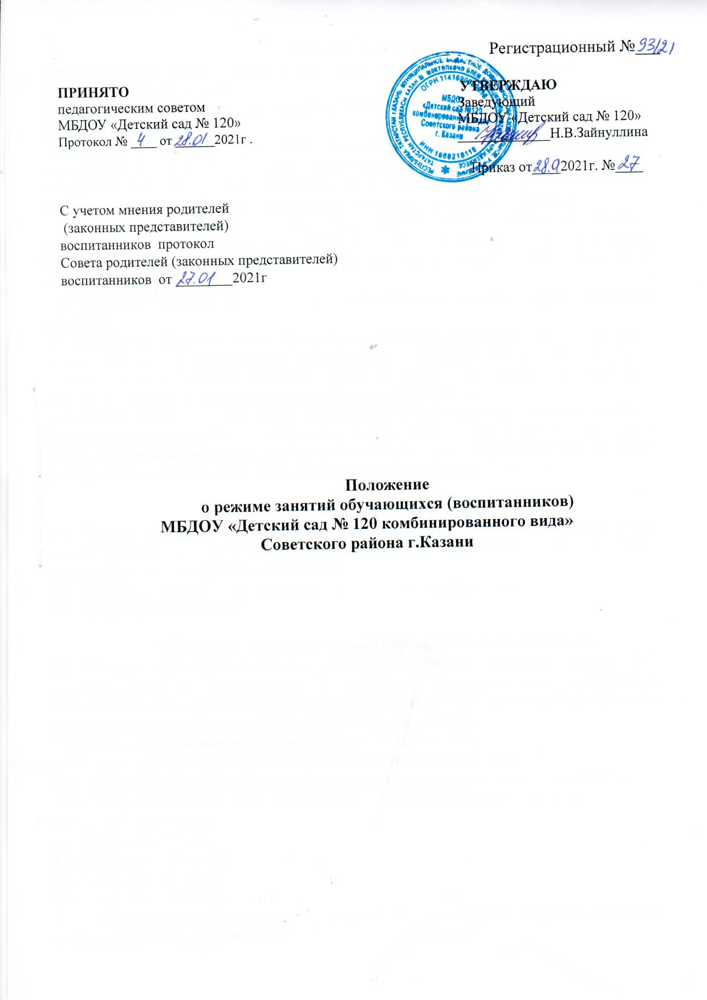 Регистрационный № 93/21
ПРИНЯТО
педагогическим советом
МБДОУ «Детский сад № 120»
Протокол № 4 от 28.01 2021г .
УТВЕРЖДАЮ
Заведующий
МБДОУ «Детский сад № 120»
Н.В.Зайнуллина
Приказ от 28.0 2021г. № 27
МБДОУ
«Детский сад №120
комбинированного вида»
Советского района
г. Казани
С учетом мнения родителей
(законных представителей)
воспитанников протокол
Совета родителей (законных представителей)
воспитанников от 27.01 2021г
Положение
о режиме занятий обучающихся (воспитанников)
МБДОУ «Детский сад № 120 комбинированного вида»
Советского района г.Казани